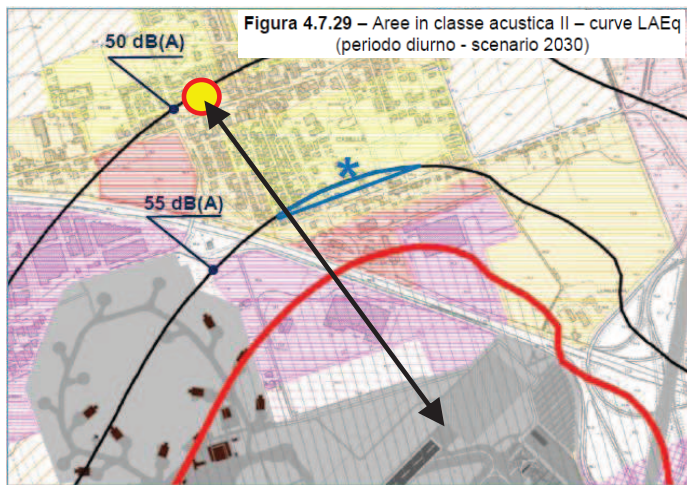 Figura 4.7.29 – Aree in classe acustica II – curve LAEq
(periodo diurno - scenario 2030)
50 dB(A)
CASELLA
*
55 dB(A)